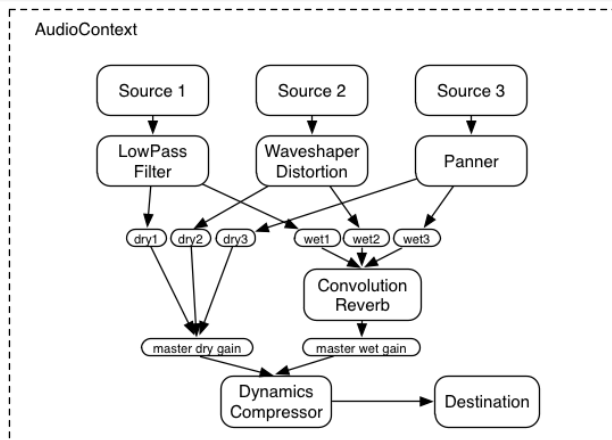 AudioContext
Source 1
Source 2
Source 3
LowPass
Filter
Waveshaper
Distortion
Panner
dry1
dry2
dry3
wet1
wet2
wet3
Convolution
Reverb
master dry gain
master wet gain
Dynamics
Compressor
Destination